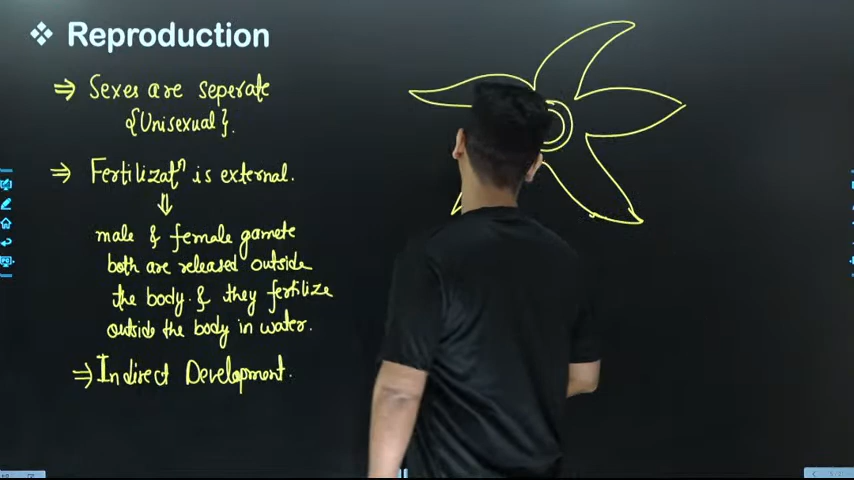 ❖ Reproduction
⇒ Sexes are seperate
{Unisexual}.
⇒ Fertilizatⁿ is external.
⇓
male & female gamete
both are released outside
the body. & they fertilize
outside the body in water.
⇒ Indirect Development.